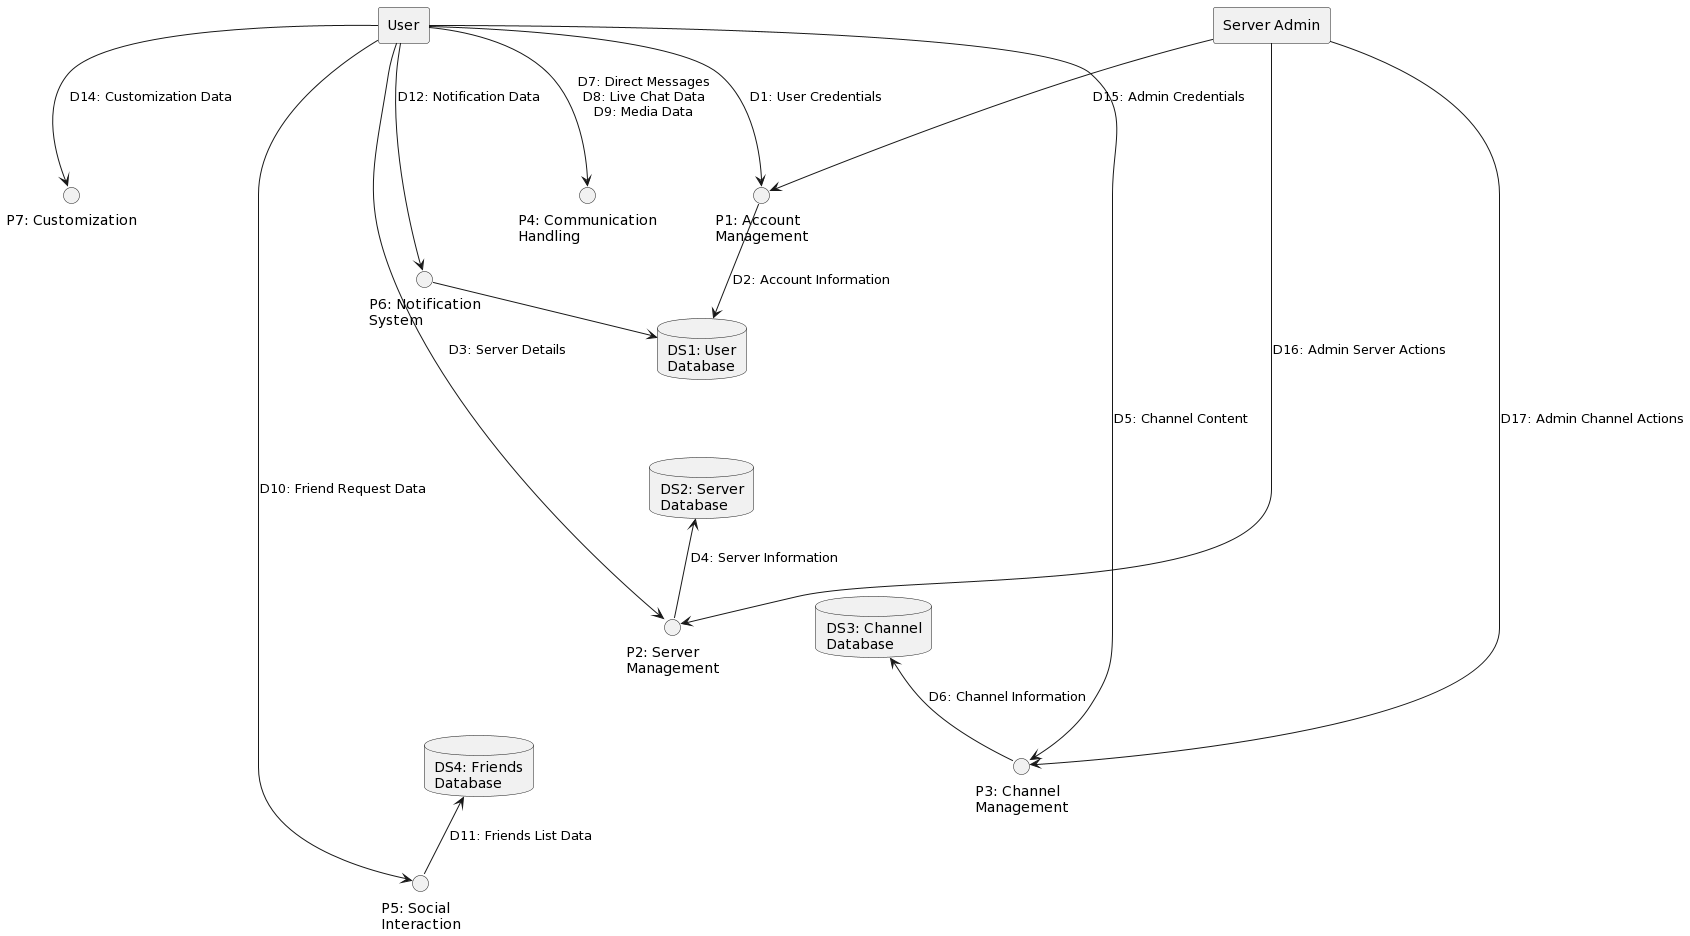 User
Server Admin
D14: Customization Data
D12: Notification Data
D7: Direct Messages
D8: Live Chat Data
D9: Media Data
D1: User Credentials
D15: Admin Credentials
P7: Customization
P4: Communication
Handling
P1: Account
Management
D2: Account Information
P6: Notification
System
DS1: User
Database
D3: Server Details
D16: Admin Server Actions
D5: Channel Content
D17: Admin Channel Actions
D10: Friend Request Data
DS2: Server
Database
D4: Server Information
DS3: Channel
Database
P2: Server
Management
D6: Channel Information
DS4: Friends
Database
P3: Channel
Management
D11: Friends List Data
P5: Social
Interaction